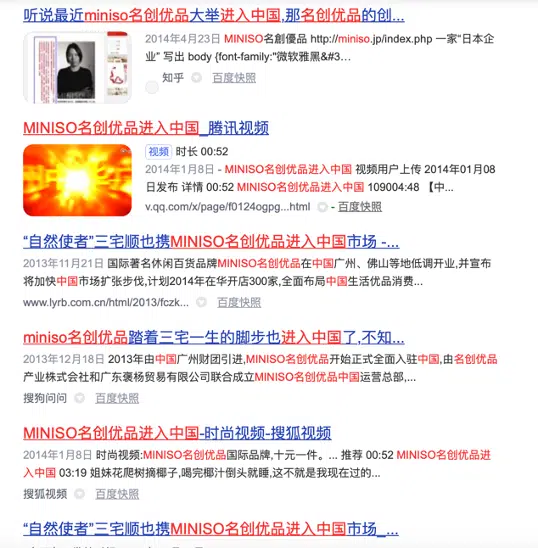 听说最近miniso名创优品大举进入中国,那名创优品的创...
2014年4月23日 MINISO名創優品 http://miniso.jp/index.php 一家“日本企
业” 写出 body {font-family:"微软雅黑&#3...
知乎 百度快照
MINISO名创优品进入中国_腾讯视频
视频 时长 00:52
2014年1月8日 - MINISO名创优品进入中国 视频用户上传 2014年01月08
日发布 详情 00:52 MINISO名创优品进入中国 109004:48 【中...
v.qq.com/x/page/f0124ogpg...html - 百度快照
“自然使者”三宅顺也携MINISO名创优品进入中国市场 -...
2013年11月21日 国际著名休闲百货品牌MINISO名创优品在中国广州、佛山等地低调开业,并宣布
将加快中国市场扩张步伐,计划2014年在华开店300家,全面布局中国生活优品消费...
www.lyrb.com.cn/html/2013/fczk... 百度快照
miniso名创优品踏着三宅一生的脚步也进入中国了,不知...
2013年12月18日 2013年由中国广州财团引进,MINISO名创优品开始正式全面入驻中国,由名创优品
产业株式会社和广东褒杨贸易有限公司联合成立MINISO名创优品中国运营总部,...
搜狗问问 百度快照
MINISO名创优品进入中国-时尚视频-搜狐视频
2014年1月8日 时尚视频:MINISO名创优品国际品牌,十元一件。... 推荐 00:52 MINISO名创优品进
入中国 03:19 姐妹花爬树摘椰子,喝完椰汁倒头就睡,这不就是我现在过的...
搜狐视频 百度快照
“自然使者”三宅顺也携MINISO名创优品进入中国市场_...